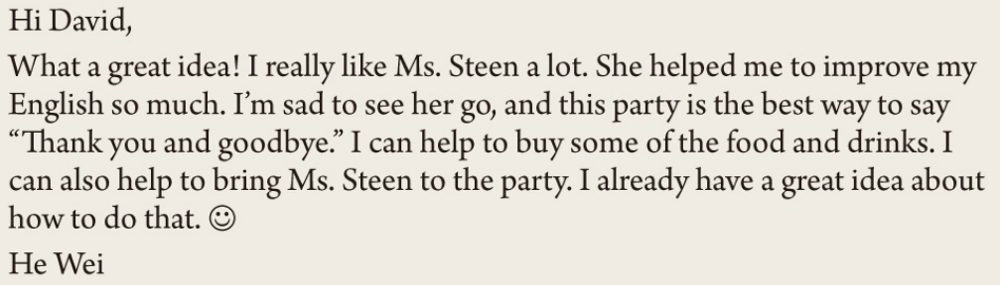 Hi David,
What a great idea! I really like Ms. Steen a lot. She helped me to improve my
English so much. I’m sad to see her go, and this party is the best way to say
“Thank you and goodbye.” I can help to buy some of the food and drinks. I
can also help to bring Ms. Steen to the party. I already have a great idea about
how to do that. ☺
He Wei